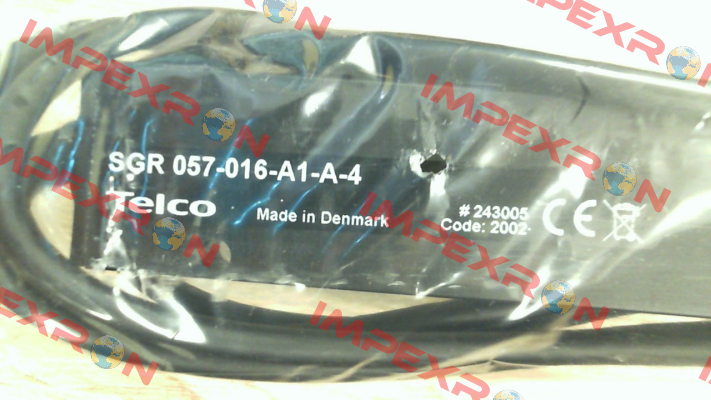 IMPEXRON
IMPEXRON
IMPEXRON
SGR 057-016-A1-A-4
Telco
Made in Denmark
# 243005
Code: 2002-
CE
IMPEXRON
IMPEXRON
IMPEXRON
IMPEXRON